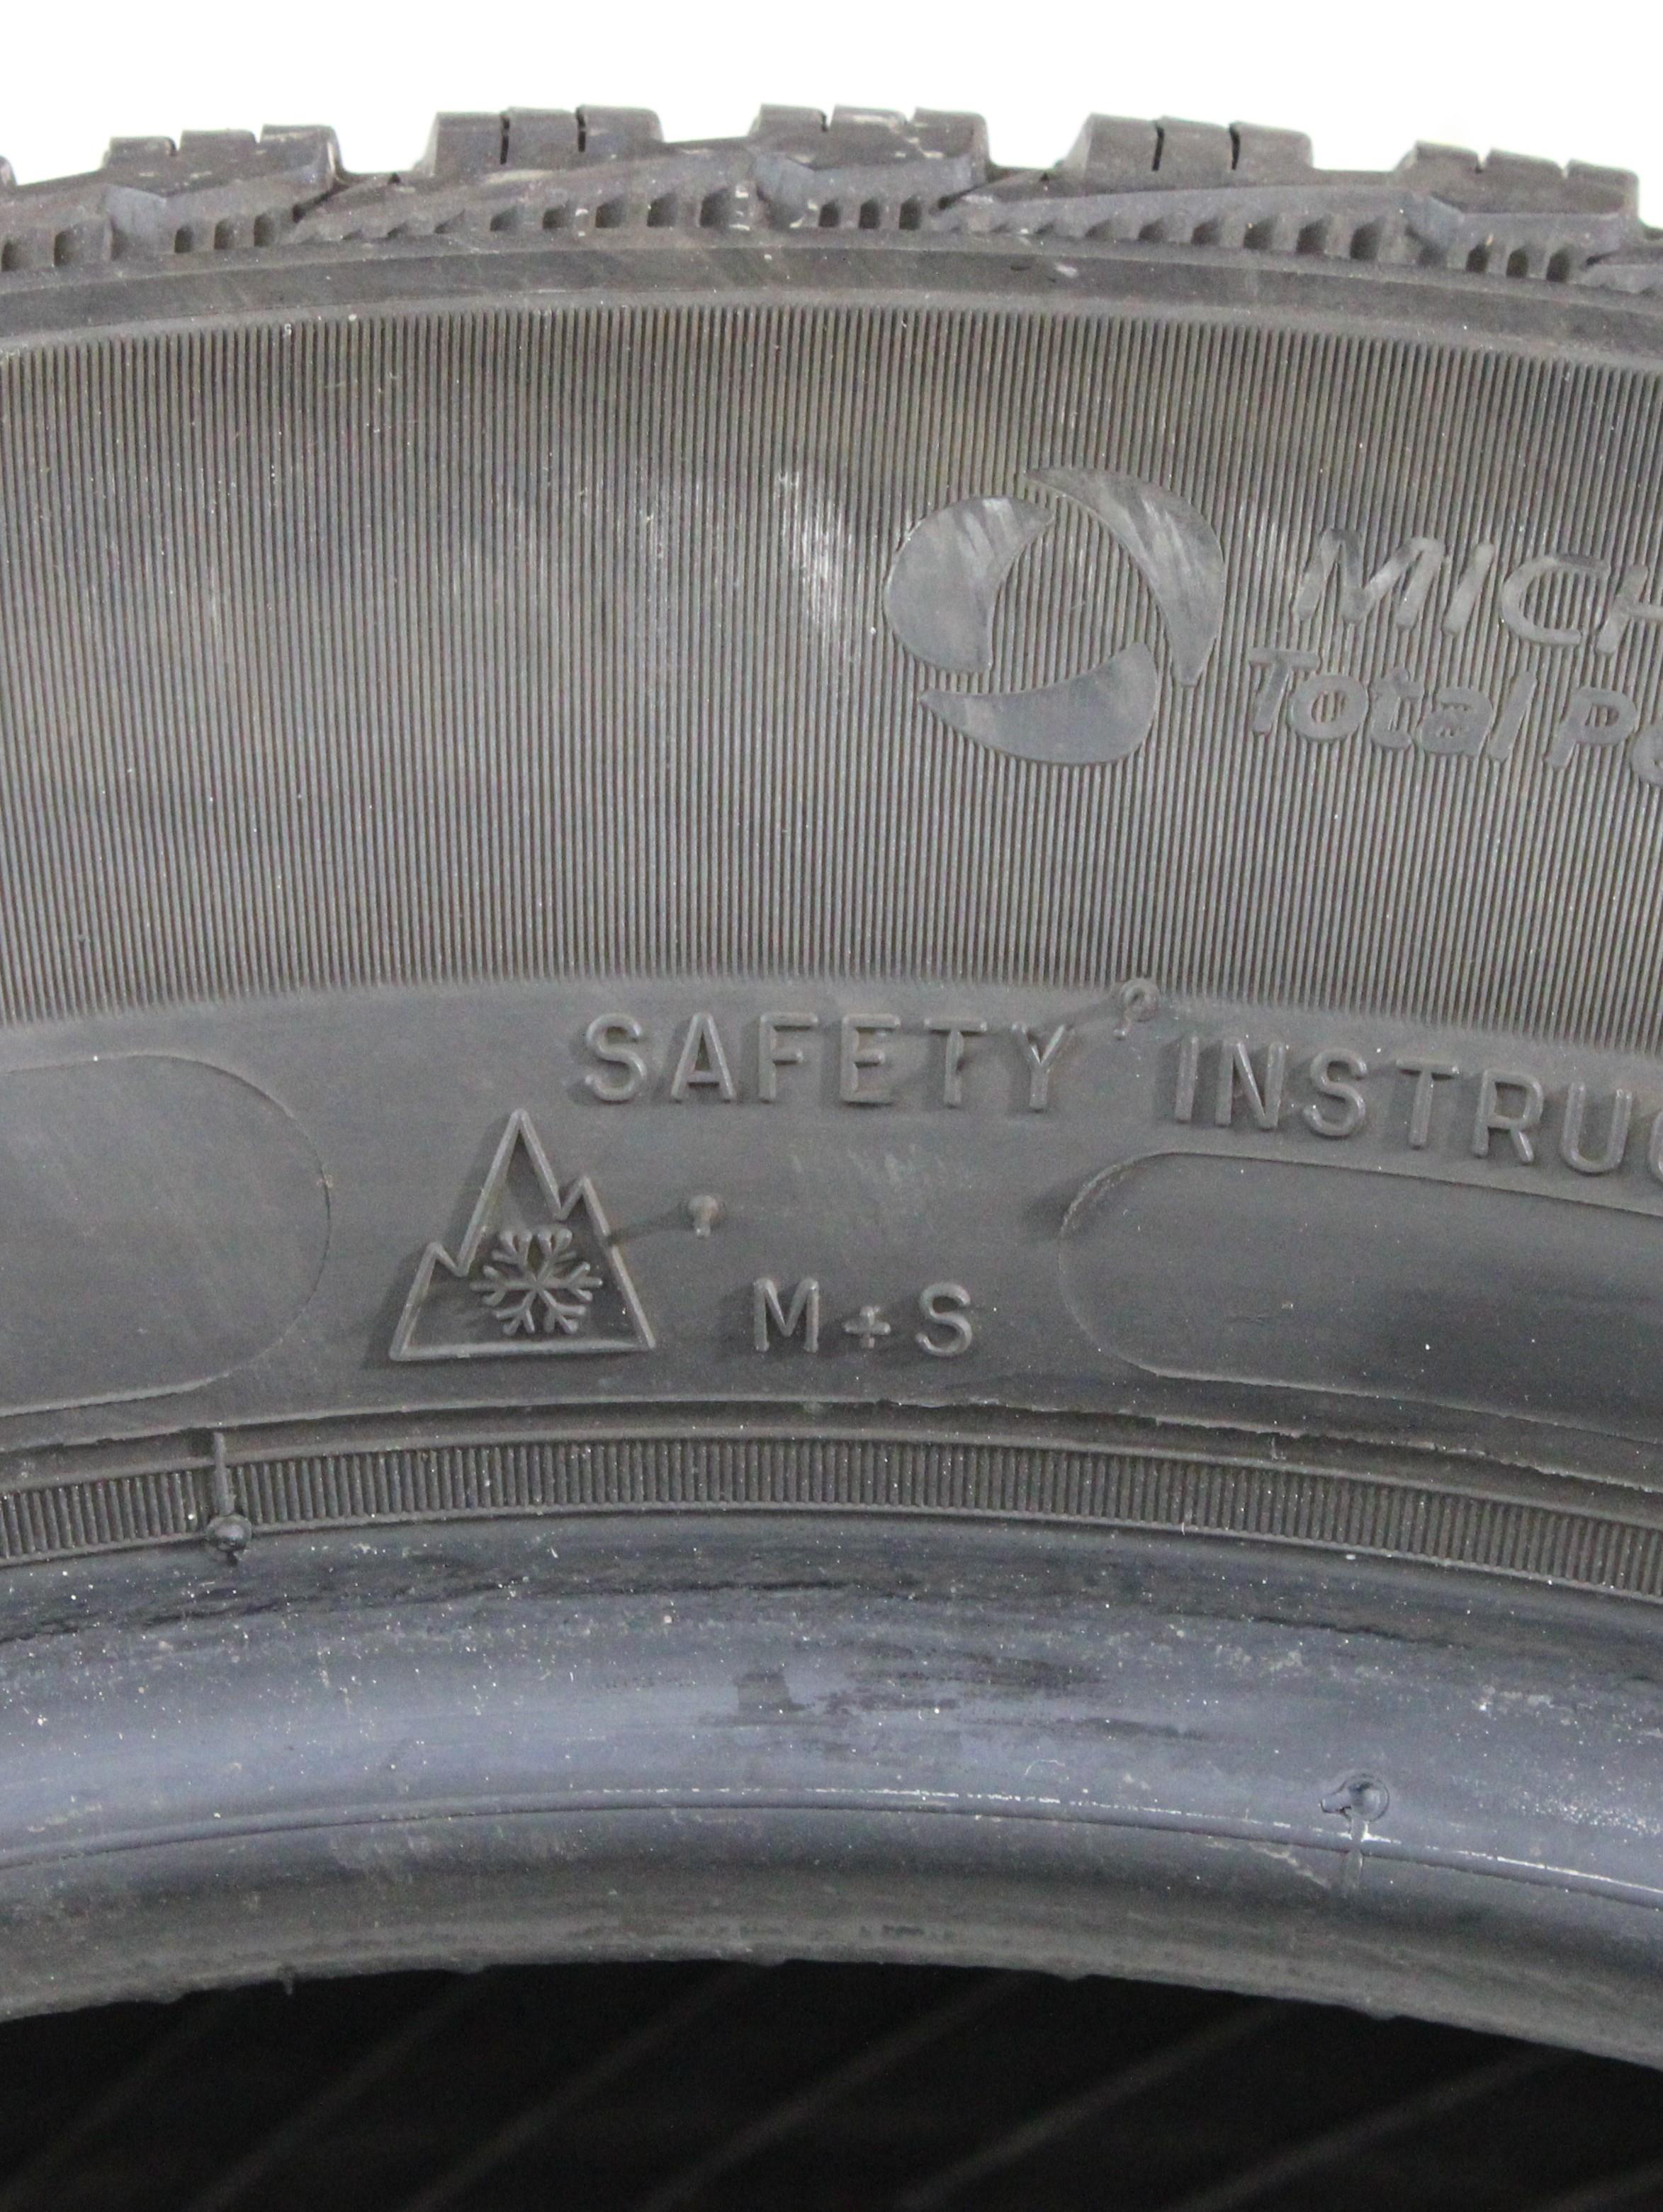 MICH
Total Pe
SAFETY INSTRUC
M+S